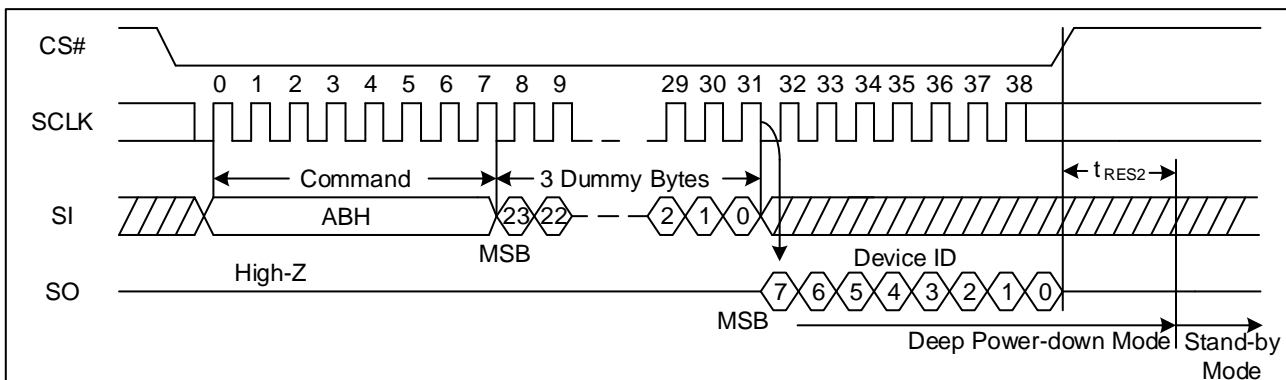 CS#
0 1 2 3 4 5 6 7 8 9 29 30 31 32 33 34 35 36 37 38
SCLK
Command 3 Dummy Bytes tRES2
SI ABH 23 22 2 1 0
MSB
High-Z Device ID
SO 7 6 5 4 3 2 1 0
MSB
Deep Power-down Mode Stand-by
Mode